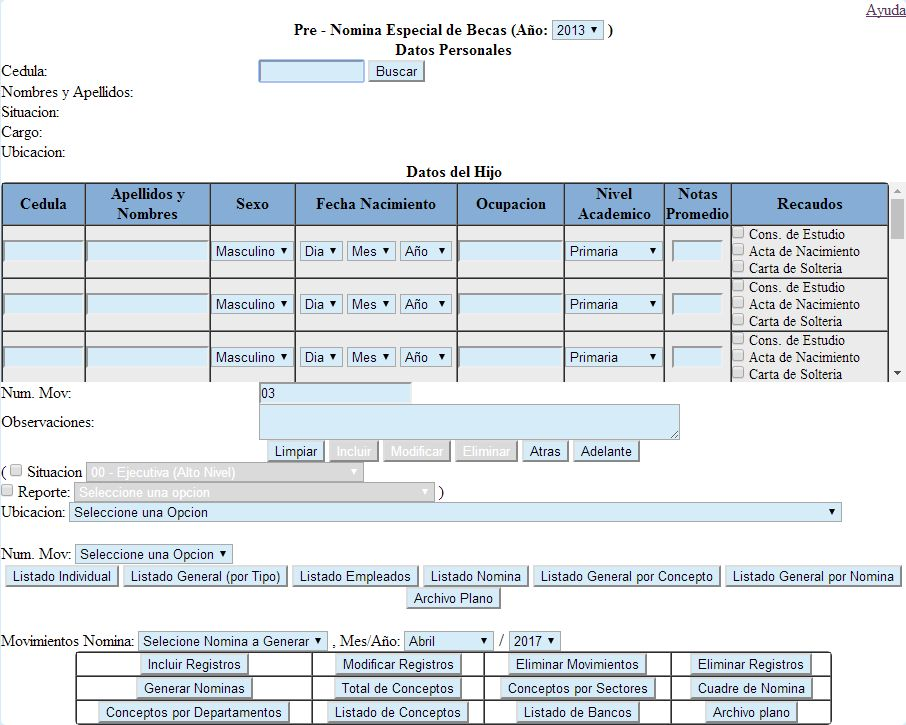 Ayuda
Pre - Nomina Especial de Becas (Año: 2013 )
Datos Personales
Cedula: Buscar
Nombres y Apellidos:
Situacion:
Cargo:
Ubicacion:
Datos del Hijo
Cedula Apellidos y Nombres Sexo Fecha Nacimiento Ocupacion Nivel Academico Notas Promedio Recaudos
Masculino Dia Mes Año Primaria Cons. de Estudio
Acta de Nacimiento
Carta de Solteria
Masculino Dia Mes Año Primaria Cons. de Estudio
Acta de Nacimiento
Carta de Solteria
Masculino Dia Mes Año Primaria Cons. de Estudio
Acta de Nacimiento
Carta de Solteria
Num. Mov: 03
Observaciones:
Limpiar Incluir Modificar Eliminar Atras Adelante
( Situacion 00 - Ejecutiva (Alto Nivel)
Reporte: Seleccione una opcion )
Ubicacion: Seleccione una Opcion
Num. Mov: Seleccione una Opcion
Listado Individual Listado General (por Tipo) Listado Empleados Listado Nomina Listado General por Concepto Listado General por Nomina
Archivo Plano
Movimientos Nomina: Selecione Nomina a Generar , Mes/Año: Abril / 2017
Incluir Registros Modificar Registros Eliminar Movimientos Eliminar Registros
Generar Nominas Total de Conceptos Conceptos por Sectores Cuadre de Nomina
Conceptos por Departamentos Listado de Conceptos Listado de Bancos Archivo plano